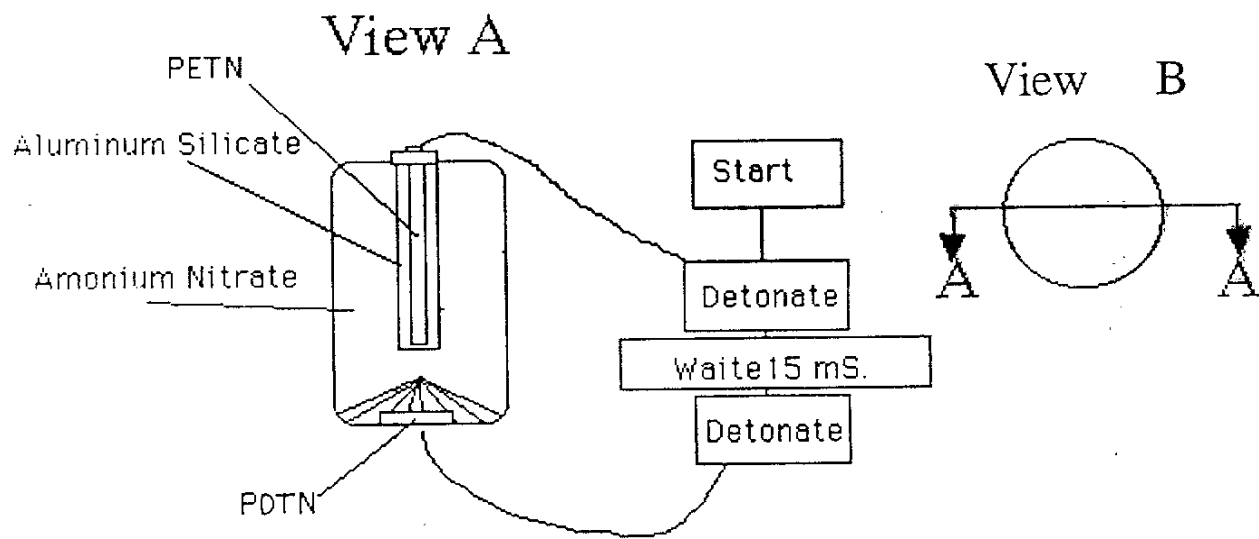 View A
PETN
View B
Aluminum Silicate
Start
Amonium Nitrate
Detonate
A
A
Waite15 mS.
Detonate
PDTN